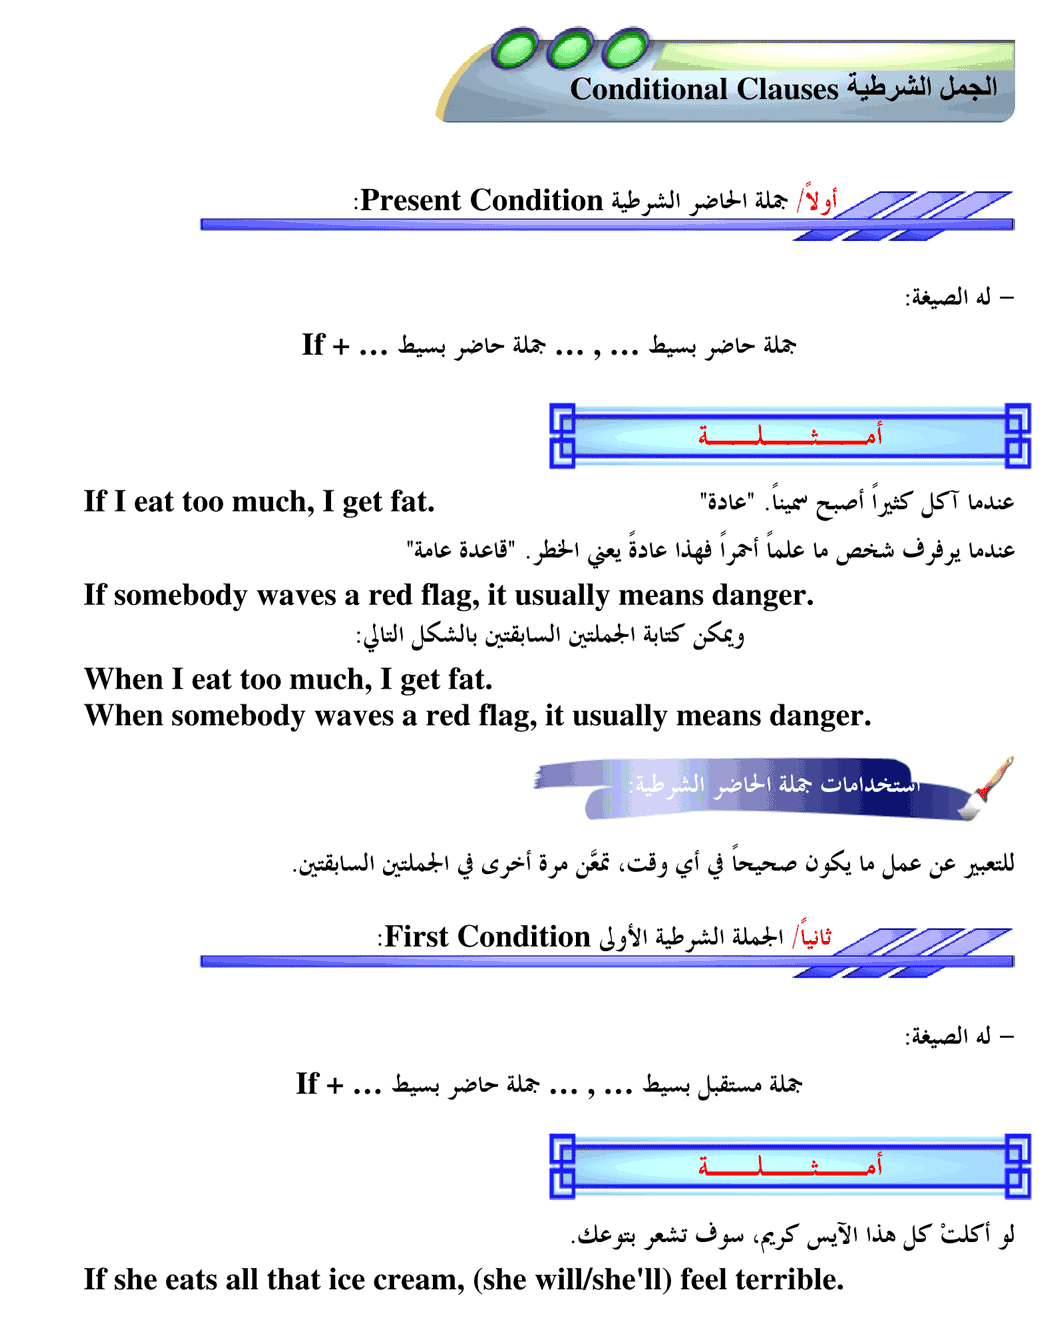 الجمل الشرطية Conditional Clauses
أولاً/ جملة الحاضر الشرطية Present Condition:
– له الصيغة:
If + … جملة حاضر بسيط … , … جملة حاضر بسيط
أمـــثـــلـــة
If I eat too much, I get fat. عندما آكل كثيراً أصبح سميناً. "عادة"
عندما يرفرف شخص ما علماً أحمراً فهذا عادةً يعني الخطر. "قاعدة عامة"
If somebody waves a red flag, it usually means danger.
ويمكن كتابة الجملتين السابقتين بالشكل التالي:
When I eat too much, I get fat.
When somebody waves a red flag, it usually means danger.
استخدامات جملة الحاضر الشرطية:
للتعبير عن عمل ما يكون صحيحاً في أي وقت، تمعَّن مرة أخرى في الجملتين السابقتين.
ثانياً/ الجملة الشرطية الأولى First Condition:
– له الصيغة:
If + … جملة حاضر بسيط … , … جملة مستقبل بسيط
أمـــثـــلـــة
لو أكلتْ كل هذا الآيس كريم، سوف تشعر بتوعك.
If she eats all that ice cream, (she will/she'll) feel terrible.